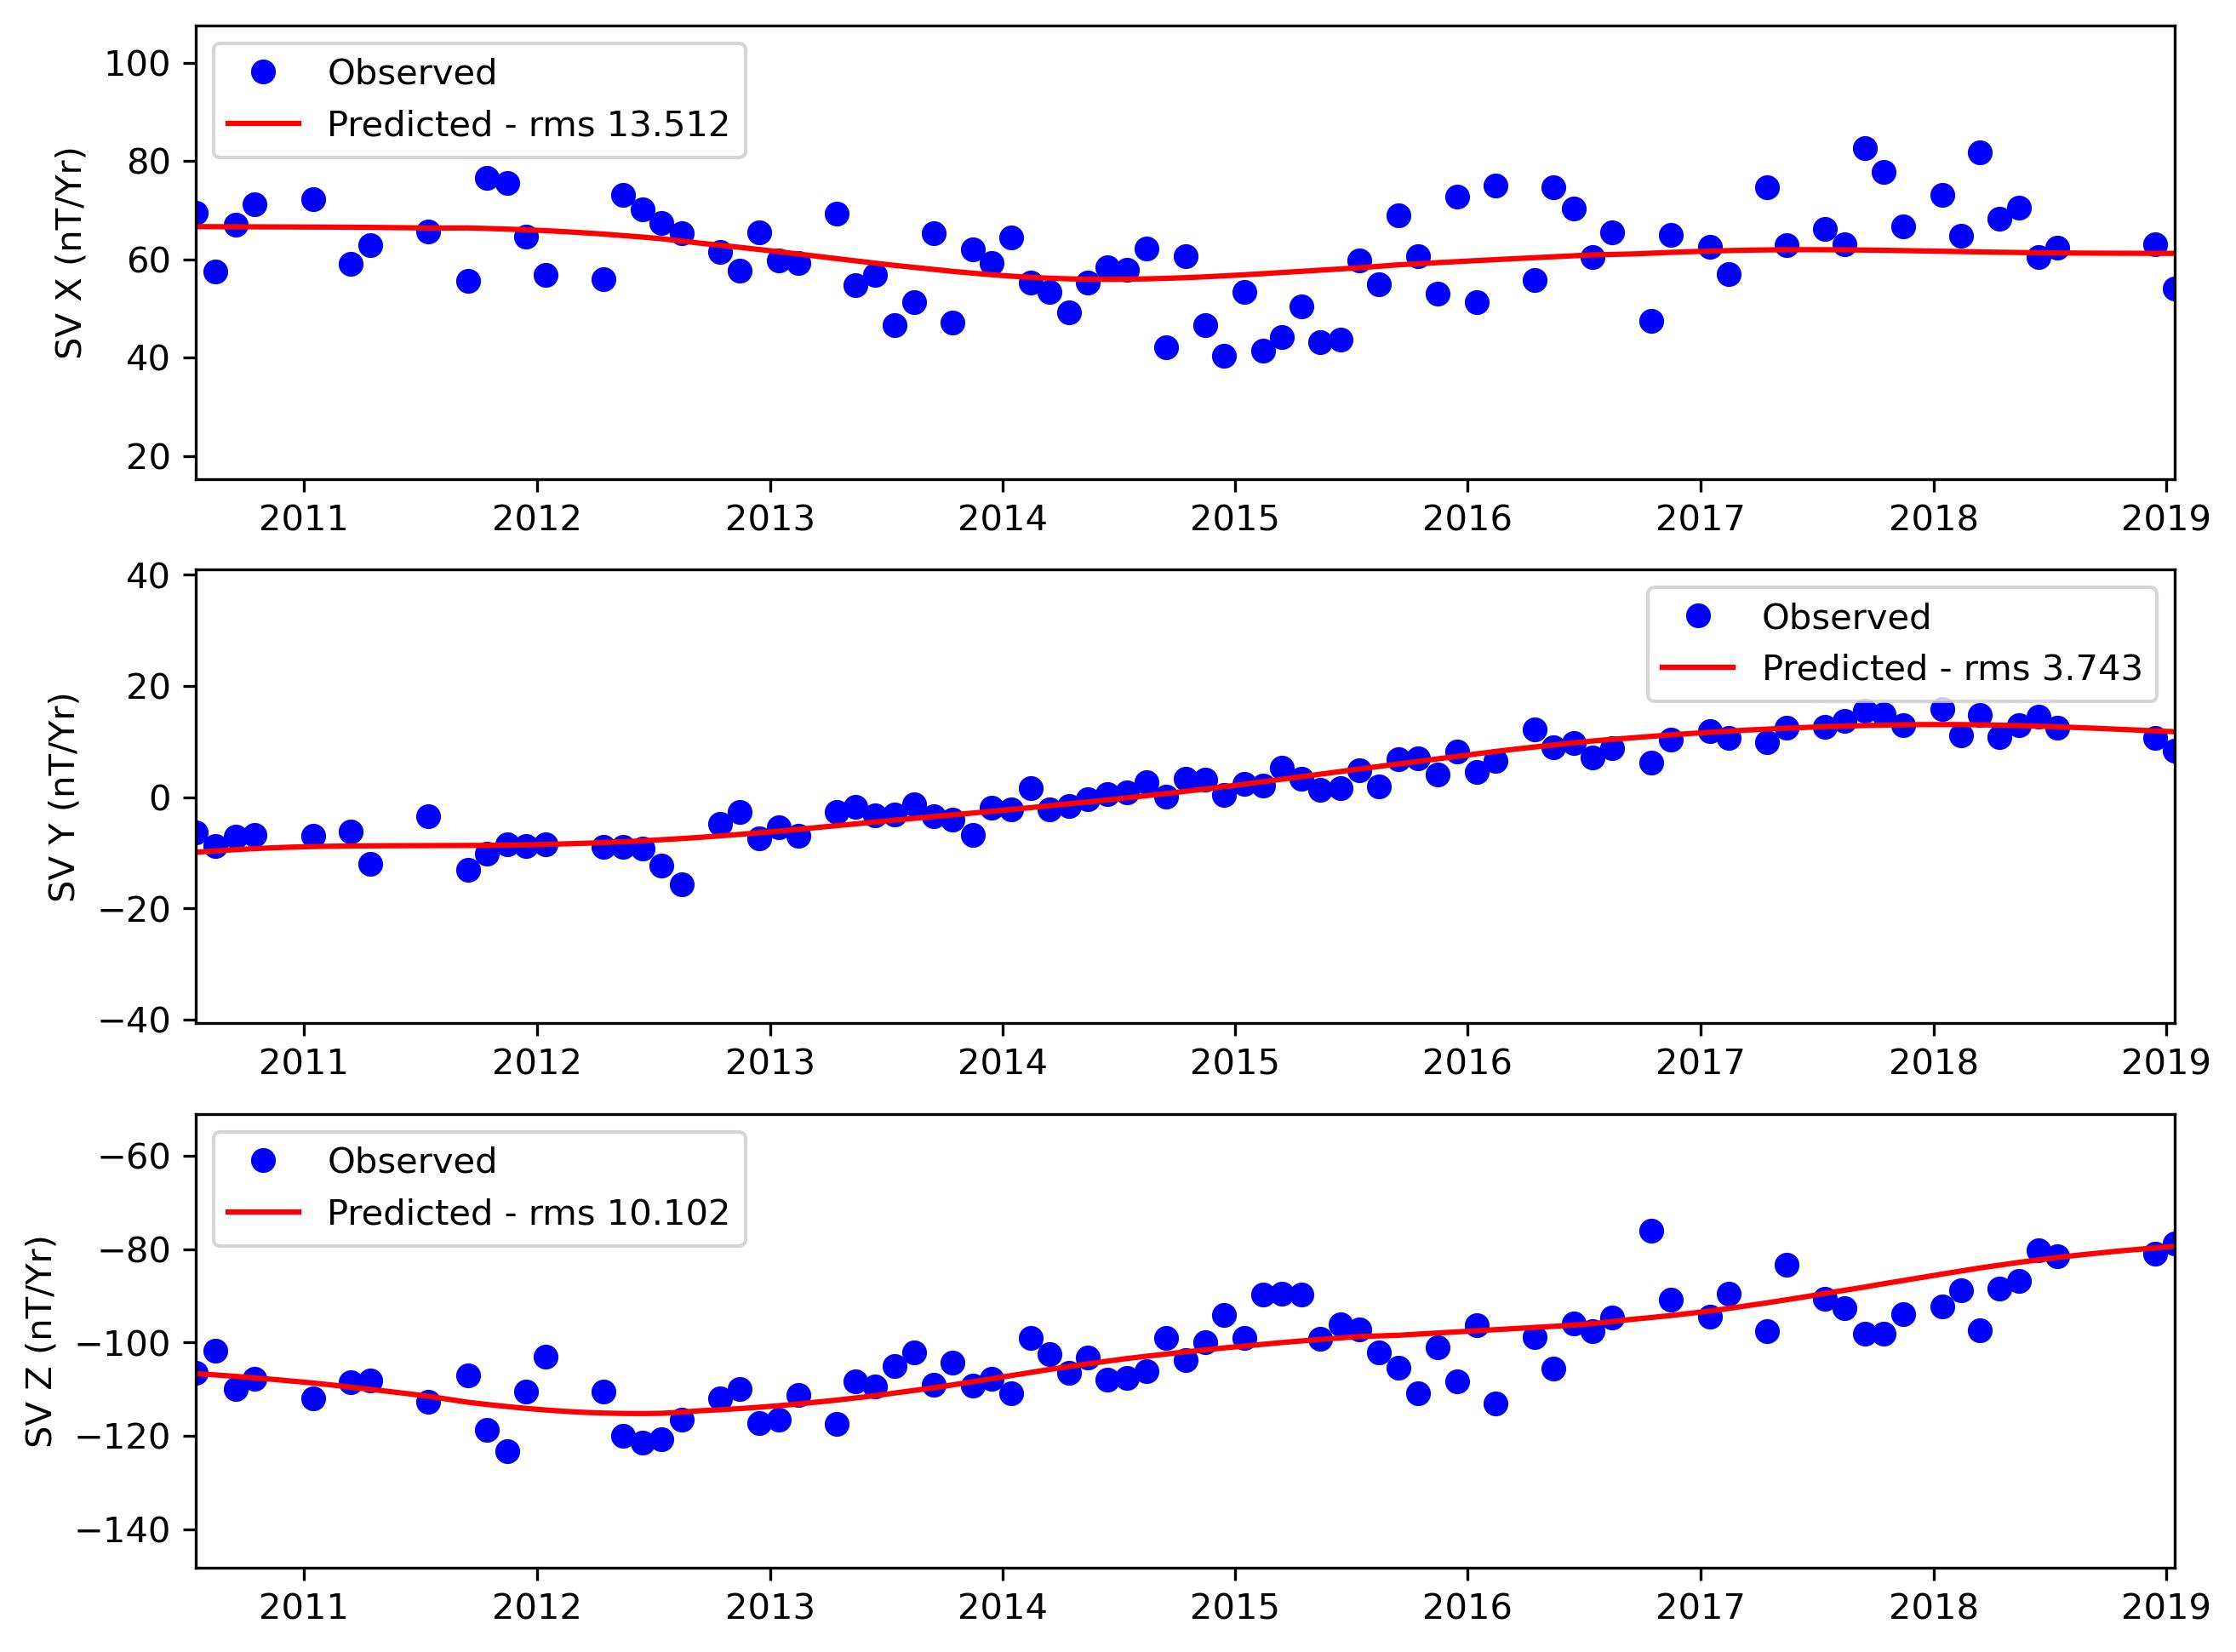 SV X (nT/Yr)
100
80
60
40
20
Observed
Predicted - rms 13.512
2011 2012 2013 2014 2015 2016 2017 2018 2019
SV Y (nT/Yr)
40
20
0
−20
−40
Observed
Predicted - rms 3.743
2011 2012 2013 2014 2015 2016 2017 2018 2019
SV Z (nT/Yr)
−60
−80
−100
−120
−140
Observed
Predicted - rms 10.102
2011 2012 2013 2014 2015 2016 2017 2018 2019